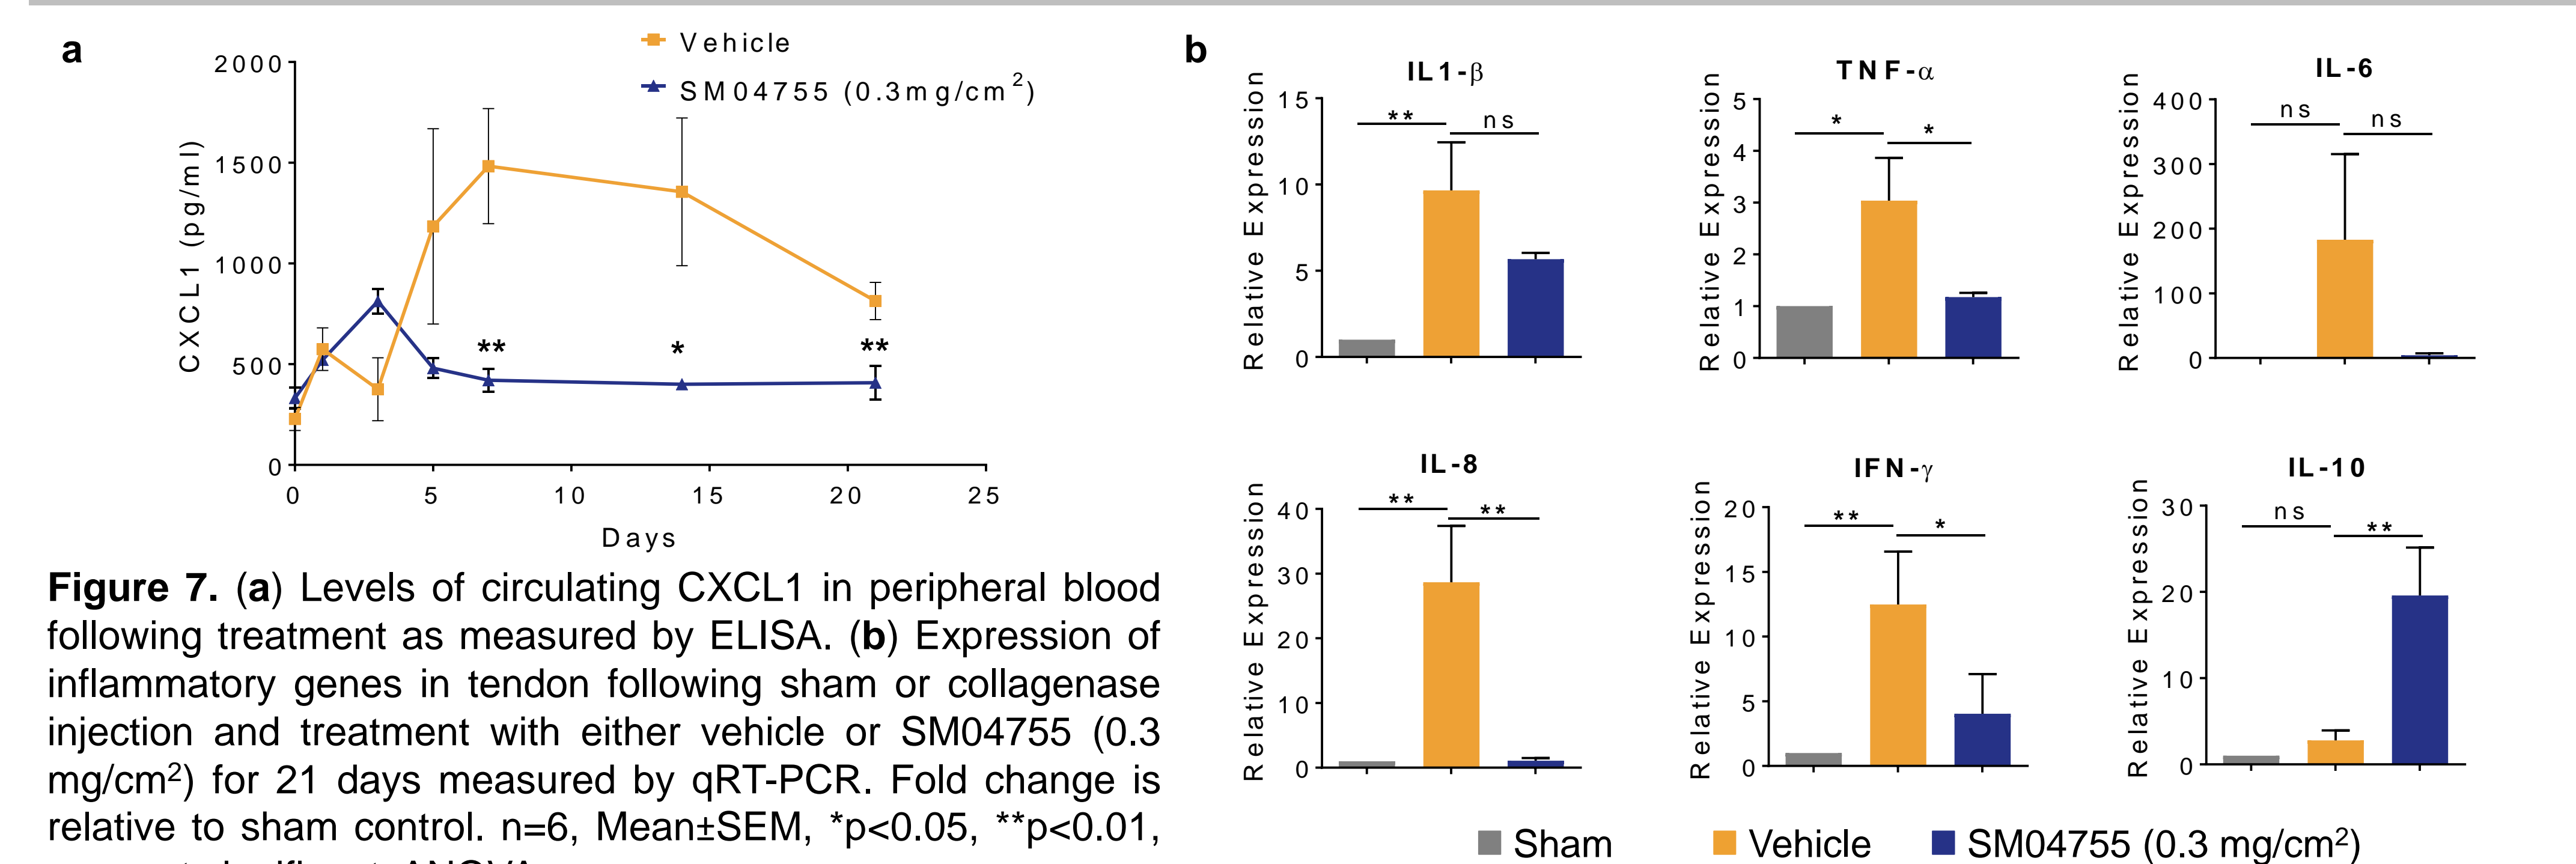 a
Vehicle
SM04755 (0.3mg/cm²)
2000
1500
1000
500
0
CXCL1 (pg/ml)
**
*
**
0 5 10 15 20 25
Days
Figure 7. (a) Levels of circulating CXCL1 in peripheral blood
following treatment as measured by ELISA. (b) Expression of
inflammatory genes in tendon following sham or collagenase
injection and treatment with either vehicle or SM04755 (0.3
mg/cm²) for 21 days measured by qRT-PCR. Fold change is
relative to sham control. n=6, Mean±SEM, *p<0.05, **p<0.01,
b
IL1-β
Relative Expression
15
10
5
0
**
ns
TNF-α
Relative Expression
5
4
3
2
1
0
*
*
IL-6
Relative Expression
400
300
200
100
0
ns
ns
IL-8
Relative Expression
40
30
20
10
0
**
**
IFN-γ
Relative Expression
20
15
10
5
0
**
*
IL-10
Relative Expression
30
20
10
0
ns
**
Sham
Vehicle
SM04755 (0.3 mg/cm²)